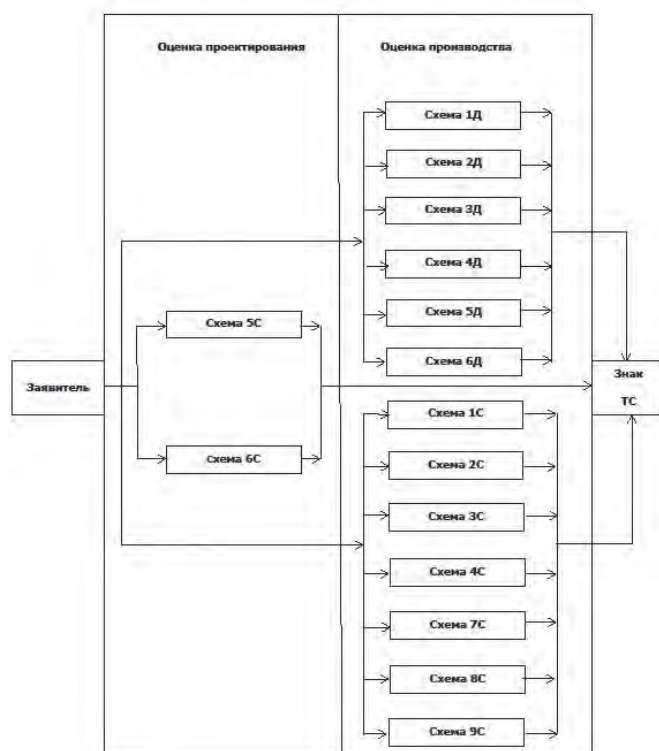 Оценка проектирования
Оценка производства
Схема 1Д
Схема 2Д
Схема 3Д
Схема 4Д
Схема 5Д
Схема 6Д
Схема 5С
Схема 6С
Заявитель
Знак
ТС
Схема 1С
Схема 2С
Схема 3С
Схема 4С
Схема 7С
Схема 8С
Схема 9С